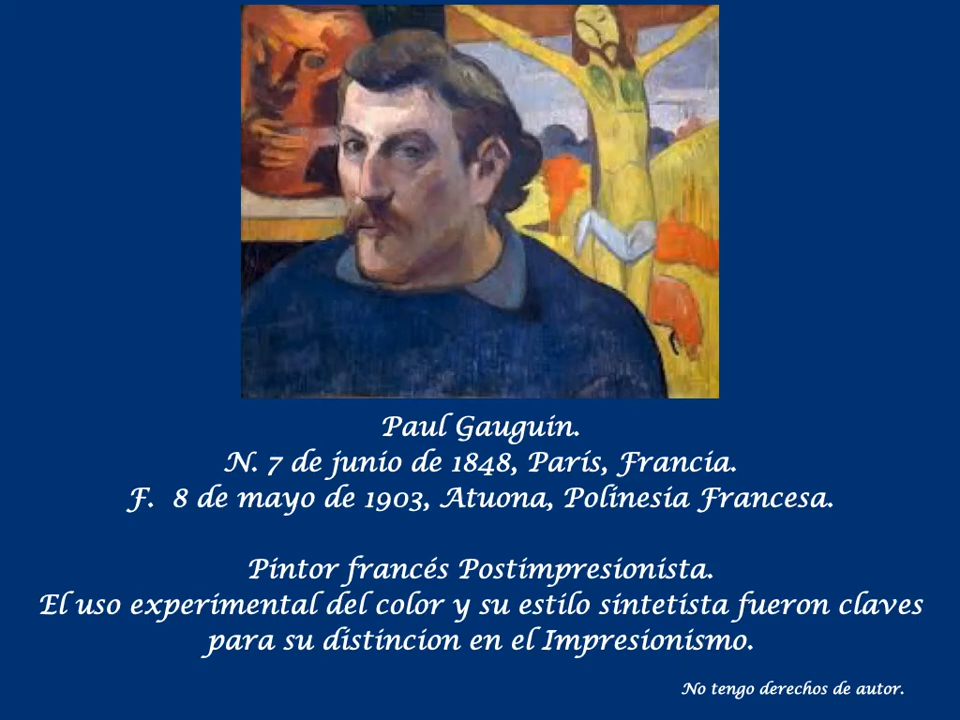 Paul Gauguin.
N. 7 de junio de 1848, París, Francia.
F. 8 de mayo de 1903, Atuona, Polinesia Francesa.
Pintor francés Postimpresionista.
El uso experimental del color y su estilo sintetista fueron claves
para su distincion en el Impresionismo.
No tengo derechos de autor.